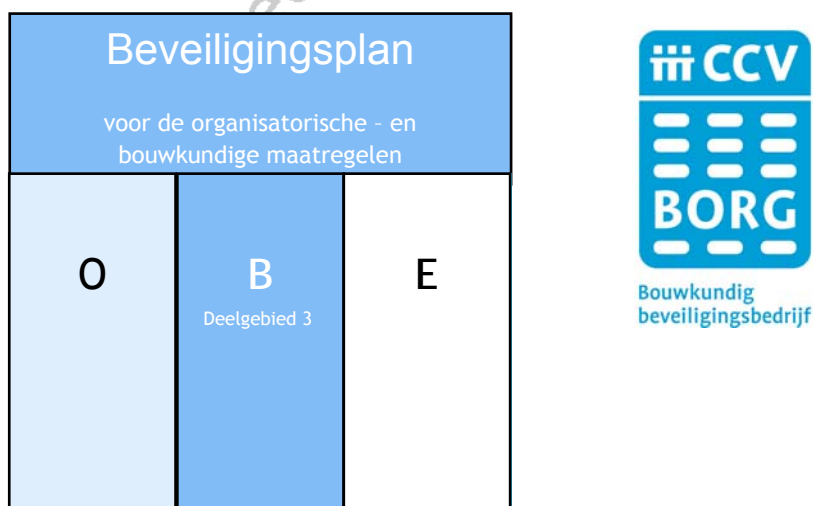 Beveiligingsplan
voor de organisatorische – en
bouwkundige maatregelen
O
B
E
Deelgebied 3
CCV
BORG
Bouwkundig
beveiligingsbedrijf